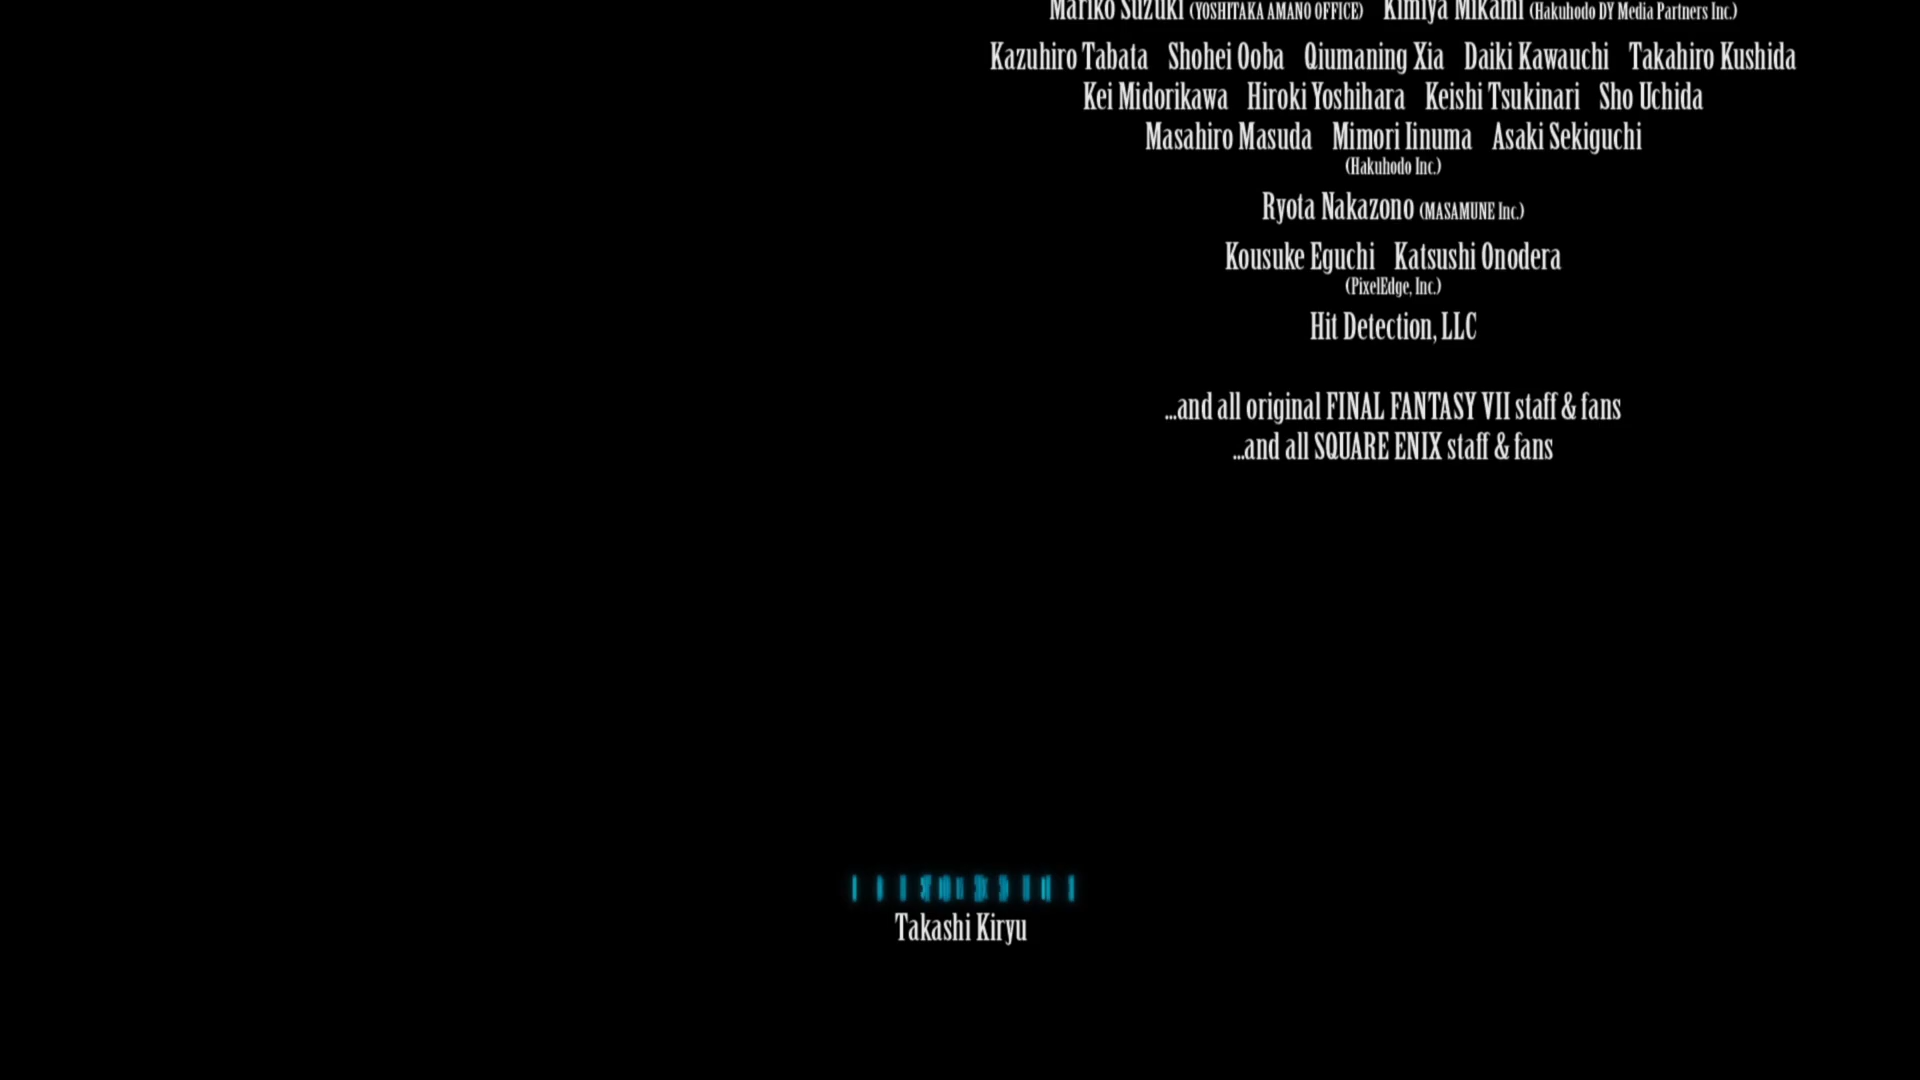 Mariko Suzuki (YOSHITAKA AMANO OFFICE) Kimiya Mikami (Hakuhodo DY Media Partners Inc.)
Kazuhiro Tabata Shohei Ooba Qiumaning Xia Daiki Kawauchi Takahiro Kushida
Kei Midorikawa Hiroki Yoshihara Keishi Tsukinari Sho Uchida
Masahiro Masuda Mimori Iinuma Asaki Sekiguchi
(Hakuhodo Inc.)
Ryota Nakazono (MASAMUNE Inc.)
Kousuke Eguchi Katsushi Onodera
(PixelEdge, Inc.)
Hit Detection, LLC
...and all original FINAL FANTASY VII staff & fans
...and all SQUARE ENIX staff & fans
Takashi Kiryu